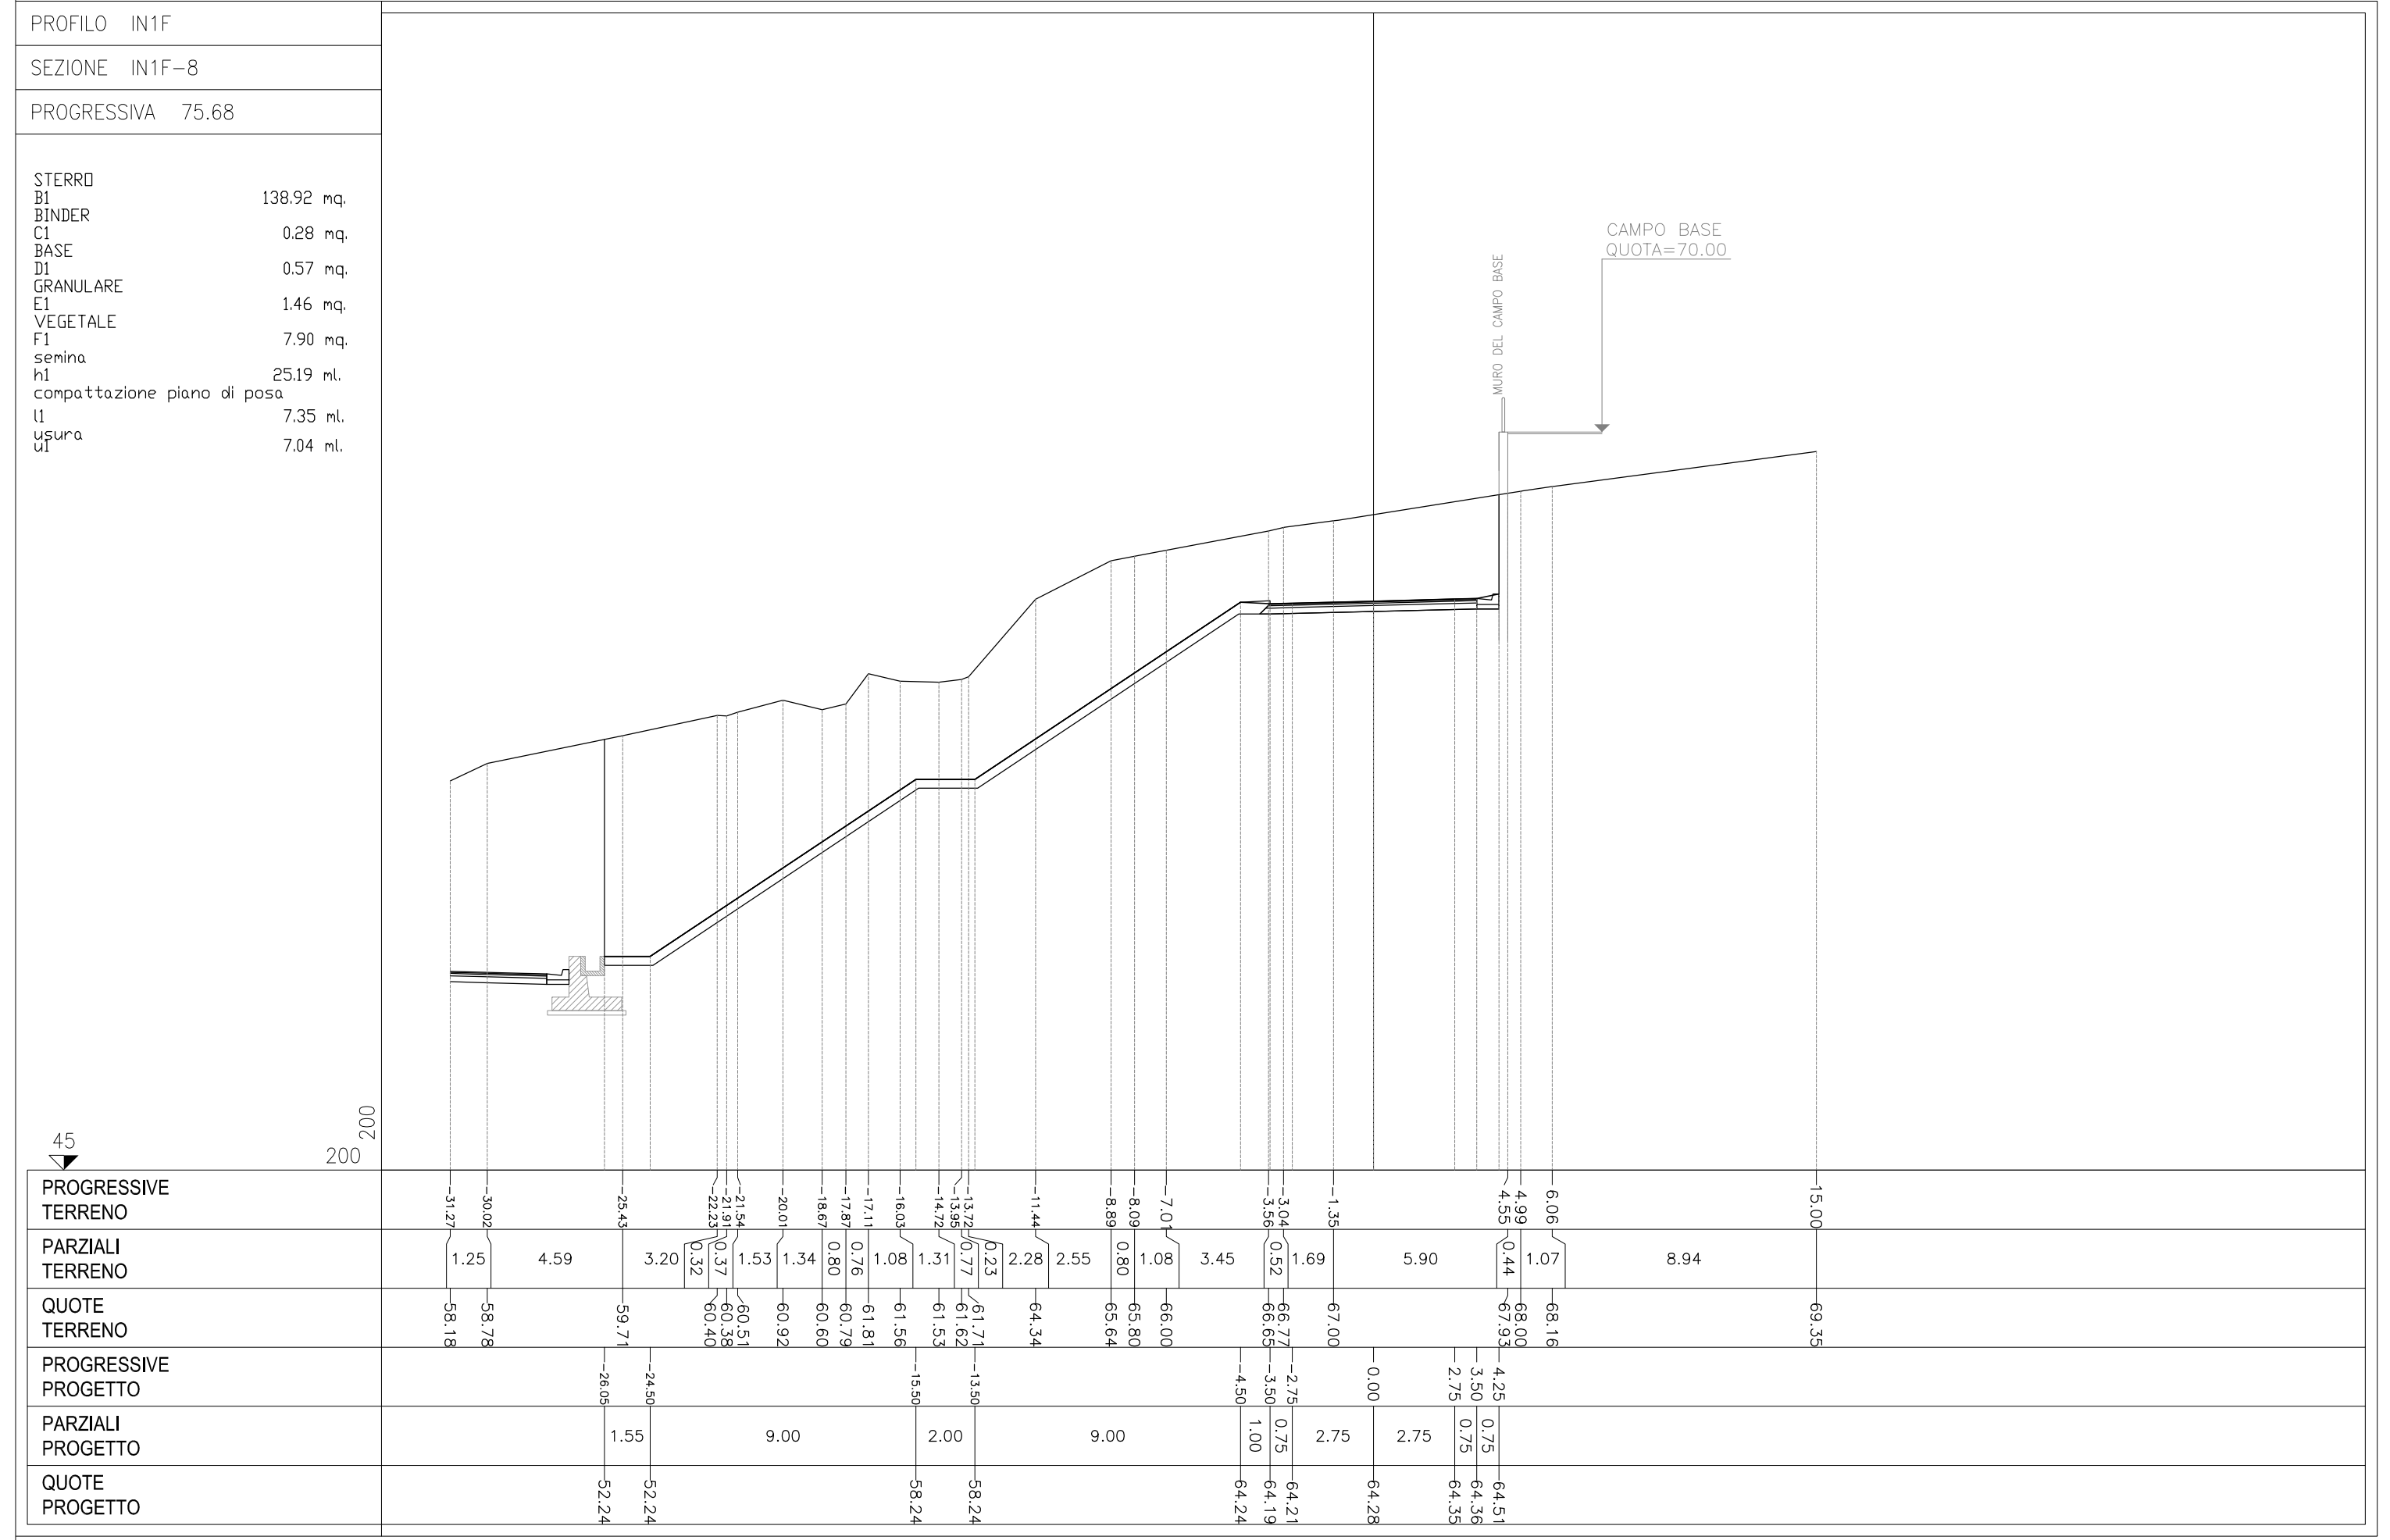 PROFILO IN1F
SEZIONE IN1F-8
PROGRESSIVA 75.68
STERRO
B1 138.92 mq.
BINDER
C1 0.28 mq.
BASE
D1 0.57 mq.
GRANULARE
E1 1.46 mq.
VEGETALE
F1 7.90 mq.
semina
h1 25.19 ml.
compattazione piano di posa
l1 7.35 ml.
usura
u1 7.04 ml.
CAMPO BASE
QUOTA=70.00
MURO DEL CAMPO BASE
200
45
200
PROGRESSIVE TERRENO
-31.27 -30.02 -25.43 -22.23 -21.91 -21.54 -20.01 -18.67 -17.87 -17.11 -16.03 -14.72 -13.95 -13.72 -11.44 -8.89 -8.09 -7.01 -3.56 -3.04 -1.35 4.55 4.99 6.06 15.00
PARZIALI TERRENO
1.25 4.59 3.20 0.32 0.37 1.53 1.34 0.80 0.76 1.08 1.31 0.77 0.23 2.28 2.55 0.80 1.08 3.45 0.52 1.69 5.90 0.44 1.07 8.94
QUOTE TERRENO
58.18 58.78 59.71 60.40 60.38 60.51 60.92 60.60 60.79 61.81 61.56 61.53 61.62 61.71 64.34 65.64 65.80 66.00 66.65 66.77 67.00 67.93 68.00 68.16 69.35
PROGRESSIVE PROGETTO
-26.05 -24.50 -15.50 -13.50 -4.50 -3.50 -2.75 0.00 2.75 3.50 4.25
PARZIALI PROGETTO
1.55 9.00 2.00 9.00 1.00 0.75 2.75 2.75 0.75 0.75
QUOTE PROGETTO
52.24 52.24 58.24 58.24 64.24 64.19 64.21 64.28 64.35 64.36 64.51